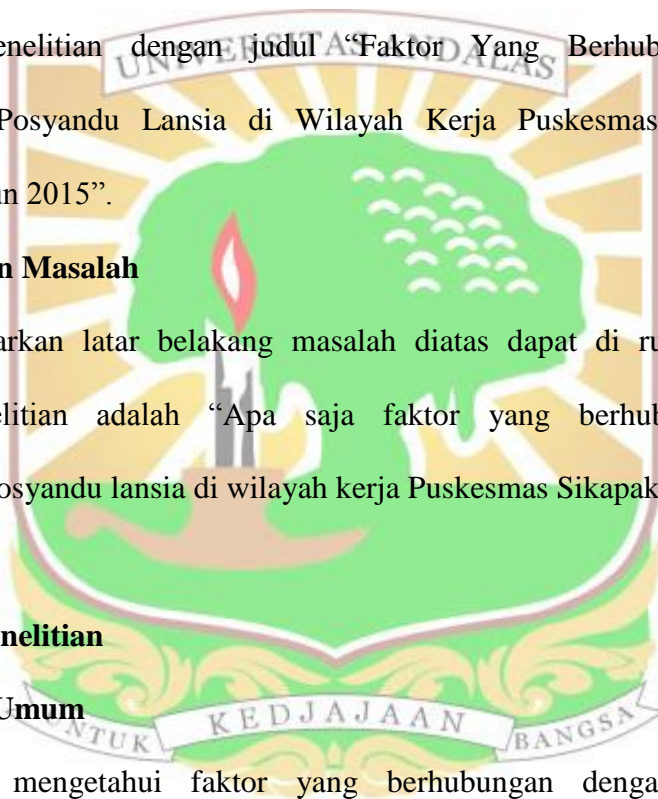 enelitian dengan judul “Faktor Yang Berhub
UNIVERSITAS ANDALAS
Posyandu Lansia di Wilayah Kerja Puskesmas
un 2015”.
n Masalah
arkan latar belakang masalah diatas dapat di ru
elitian adalah “Apa saja faktor yang berhub
osyandu lansia di wilayah kerja Puskesmas Sikapak
nelitian
Umum
UNTUK KEDJAJAAN BANGSA
mengetahui faktor yang berhubungan denga